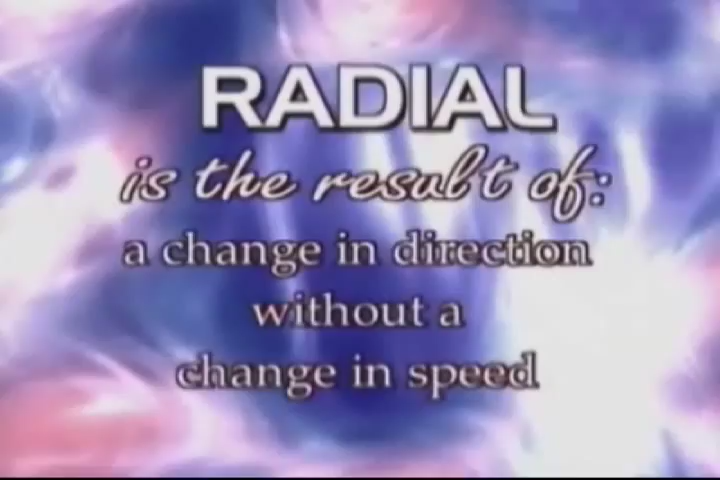 RADIAL
is the result of:
a change in direction
without a
change in speed